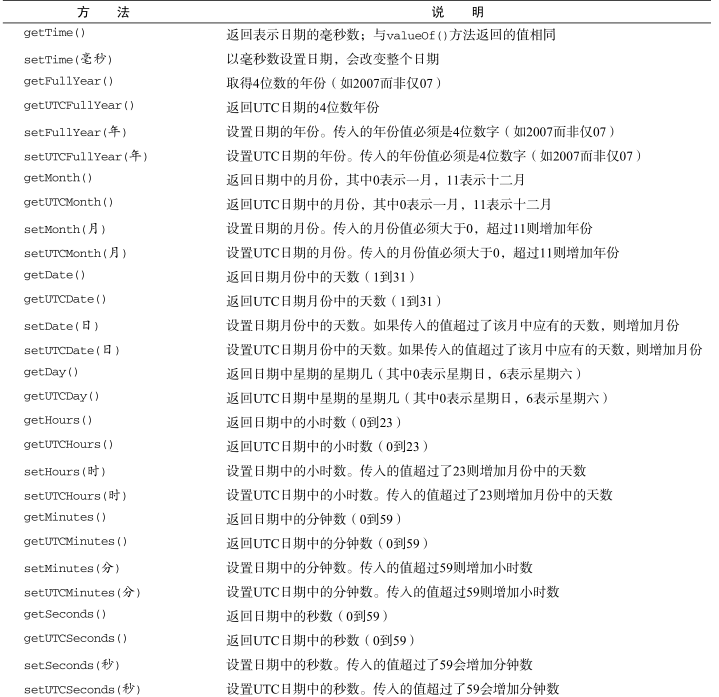 方 法 说 明
getTime() 返回表示日期的毫秒数；与valueOf()方法返回的值相同
setTime(毫秒) 以毫秒数设置日期，会改变整个日期
getFullYear() 取得4位数的年份（如2007而非仅07）
getUTCFullYear() 返回UTC日期的4位数年份
setFullYear(年) 设置日期的年份。传入的年份值必须是4位数字（如2007而非仅07）
setUTCFullYear(年) 设置UTC日期的年份。传入的年份值必须是4位数字（如2007而非仅07）
getMonth() 返回日期中的月份，其中0表示一月，11表示十二月
getUTCMonth() 返回UTC日期中的月份，其中0表示一月，11表示十二月
setMonth(月) 设置日期的月份。传入的月份值必须大于0，超过11则增加年份
setUTCMonth(月) 设置UTC日期的月份。传入的月份值必须大于0，超过11则增加年份
getDate() 返回日期月份中的天数（1到31）
getUTCDate() 返回UTC日期月份中的天数（1到31）
setDate(日) 设置日期月份中的天数。如果传入的值超过了该月中应有的天数，则增加月份
setUTCDate(日) 设置UTC日期月份中的天数。如果传入的值超过了该月中应有的天数，则增加月份
getDay() 返回日期中星期的星期几（其中0表示星期日，6表示星期六）
getUTCDay() 返回UTC日期中星期的星期几（其中0表示星期日，6表示星期六）
getHours() 返回日期中的小时数（0到23）
getUTCHours() 返回UTC日期中的小时数（0到23）
setHours(时) 设置日期中的小时数。传入的值超过了23则增加月份中的天数
setUTCHours(时) 设置UTC日期中的小时数。传入的值超过了23则增加月份中的天数
getMinutes() 返回日期中的分钟数（0到59）
getUTCMinutes() 返回UTC日期中的分钟数（0到59）
setMinutes(分) 设置日期中的分钟数。传入的值超过59则增加小时数
setUTCMinutes(分) 设置UTC日期中的分钟数。传入的值超过59则增加小时数
getSeconds() 返回日期中的秒数（0到59）
getUTCSeconds() 返回UTC日期中的秒数（0到59）
setSeconds(秒) 设置日期中的秒数。传入的值超过了59会增加分钟数
setUTCSeconds(秒) 设置UTC日期中的秒数。传入的值超过了59会增加分钟数